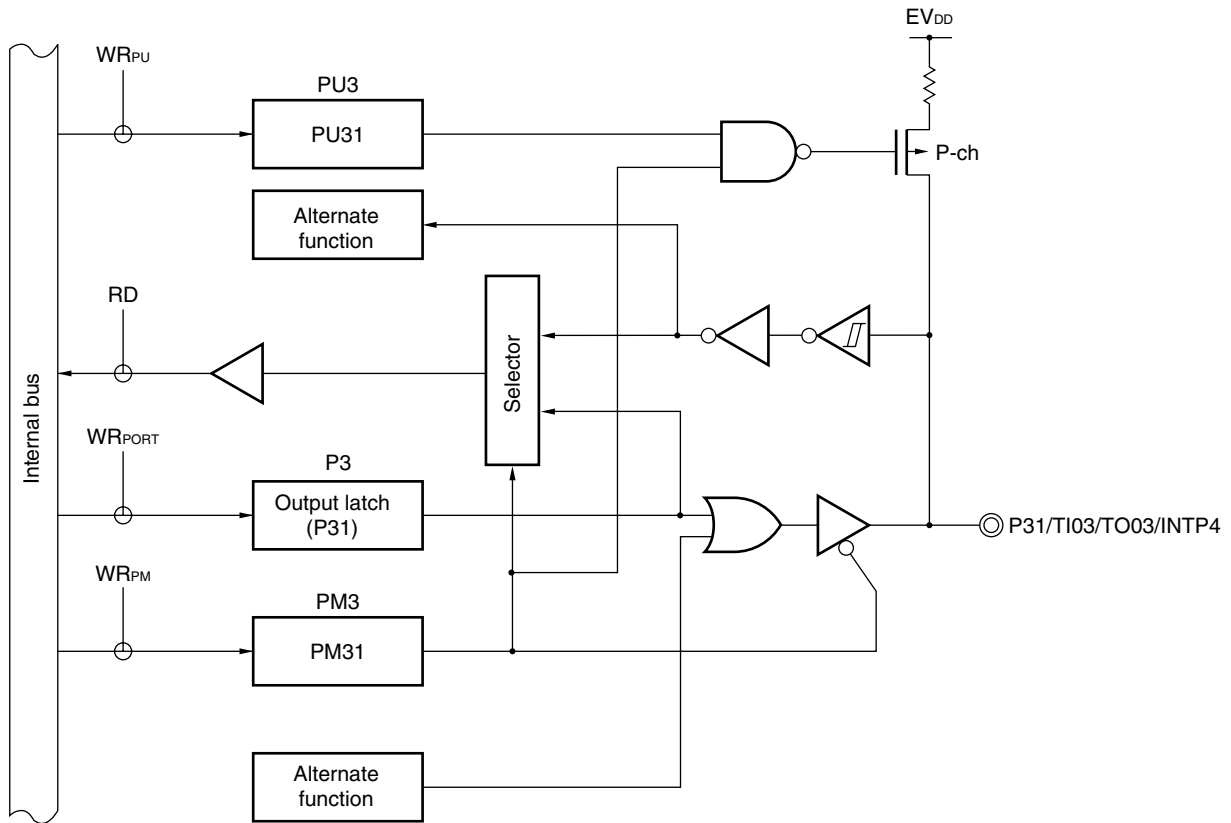 EVDD
WRPU
PU3
PU31
P-ch
Alternate
function
RD
Selector
Internal bus
WRPORT
P3
Output latch
(P31)
P31/TI03/TO03/INTP4
WRPM
PM3
PM31
Alternate
function